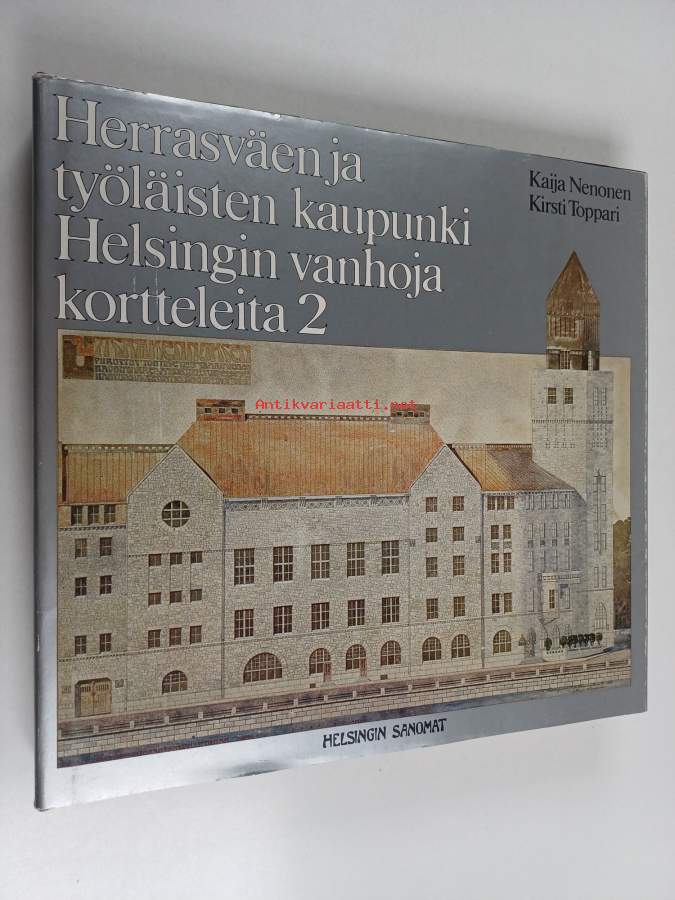 Herrasväen ja
työläisten kaupunki
Helsingin vanhoja
kortteleita 2
Kaija Nenonen
Kirsti Toppari
Antikvariaatti.net
HELSINGIN SANOMAT